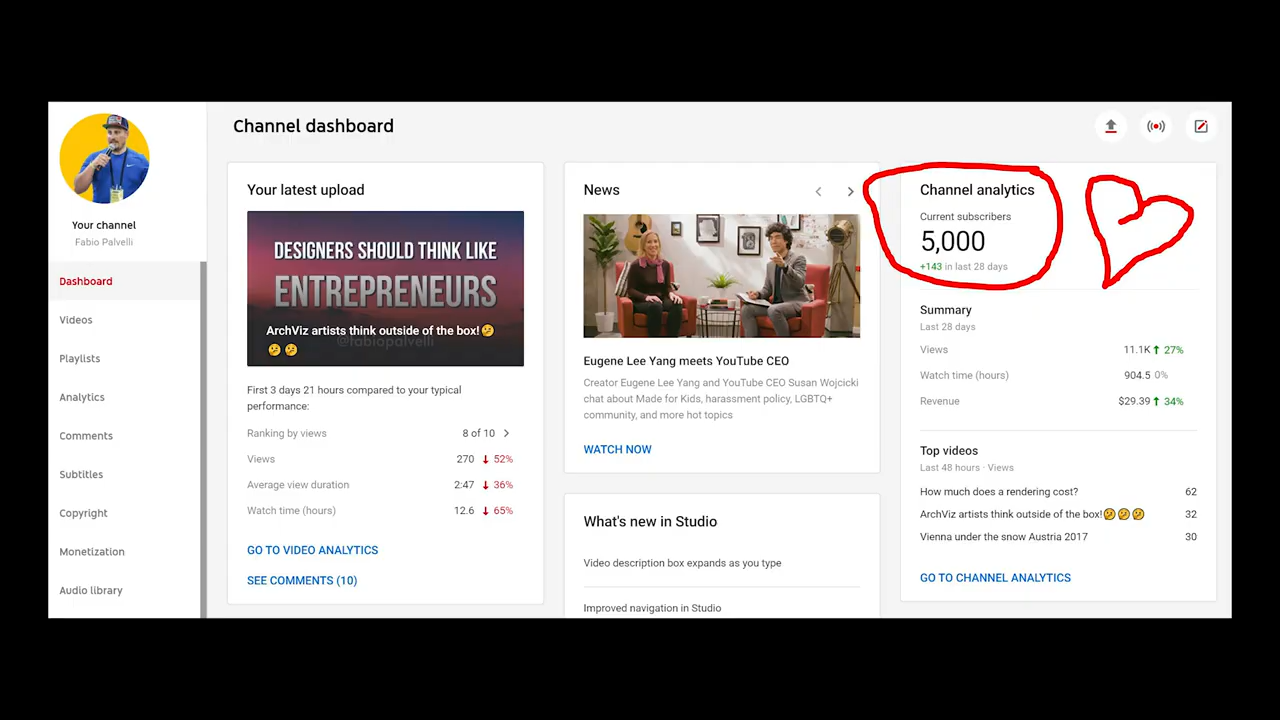 Channel dashboard
Your channel
Fabio Palvelli
Dashboard
Videos
Playlists
Analytics
Comments
Subtitles
Copyright
Monetization
Audio library
Your latest upload
DESIGNERS SHOULD THINK LIKE
ENTREPRENEURS
ArchViz artists think outside of the box!🫤
🫤 🫤
@fabiopalvelli
First 3 days 21 hours compared to your typical
performance:
Ranking by views 8 of 10
Views 270 ↓ 52%
Average view duration 2:47 ↓ 36%
Watch time (hours) 12.6 ↓ 65%
GO TO VIDEO ANALYTICS
SEE COMMENTS (10)
News
Eugene Lee Yang meets YouTube CEO
Creator Eugene Lee Yang and YouTube CEO Susan Wojcicki
chat about Made for Kids, harassment policy, LGBTQ+
community, and more hot topics
WATCH NOW
What's new in Studio
Video description box expands as you type
Improved navigation in Studio
Channel analytics
Current subscribers
5,000
+143 in last 28 days
Summary
Last 28 days
Views 11.1K ↑ 27%
Watch time (hours) 904.5 0%
Revenue $29.39 ↑ 34%
Top videos
Last 48 hours · Views
How much does a rendering cost? 62
ArchViz artists think outside of the box!🫤🫤🫤 32
Vienna under the snow Austria 2017 30
GO TO CHANNEL ANALYTICS